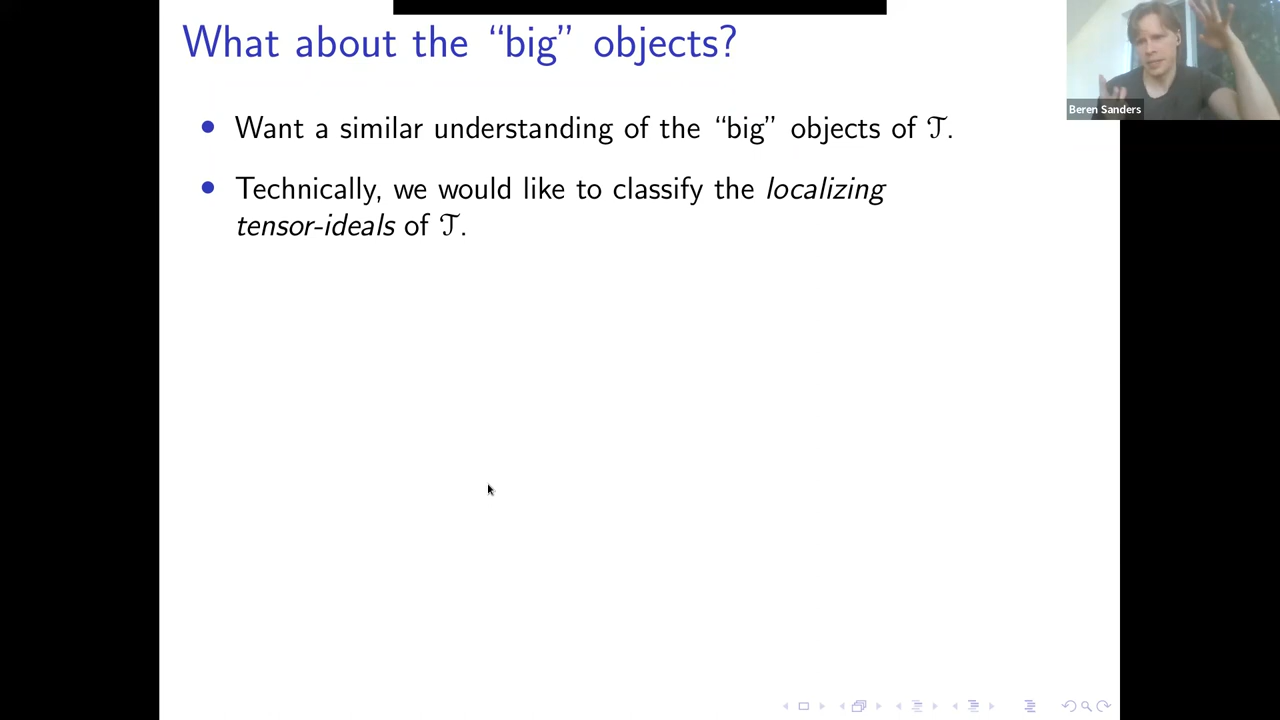 What about the “big” objects?
Beren Sanders
• Want a similar understanding of the “big” objects of 𝒯.
• Technically, we would like to classify the localizing
tensor-ideals of 𝒯.